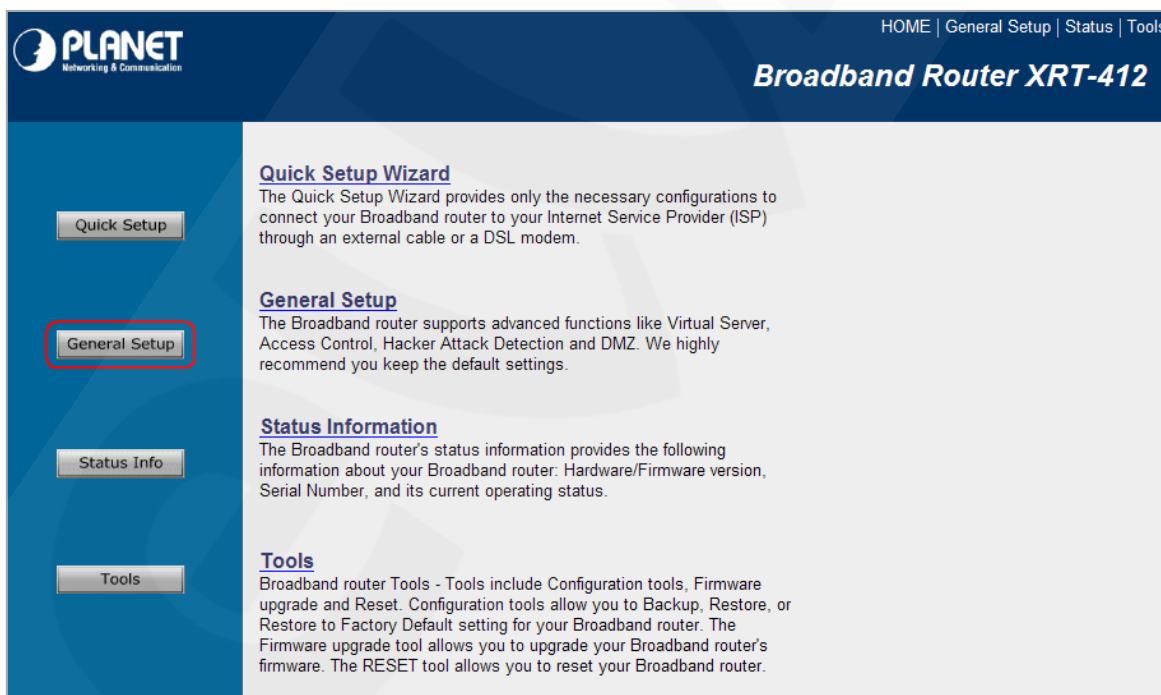 PLANET
Networking & Communication
HOME | General Setup | Status | Tools
Broadband Router XRT-412
Quick Setup
Quick Setup Wizard
The Quick Setup Wizard provides only the necessary configurations to
connect your Broadband router to your Internet Service Provider (ISP)
through an external cable or a DSL modem.
General Setup
General Setup
The Broadband router supports advanced functions like Virtual Server,
Access Control, Hacker Attack Detection and DMZ. We highly
recommend you keep the default settings.
Status Info
Status Information
The Broadband router's status information provides the following
information about your Broadband router: Hardware/Firmware version,
Serial Number, and its current operating status.
Tools
Tools
Broadband router Tools - Tools include Configuration tools, Firmware
upgrade and Reset. Configuration tools allow you to Backup, Restore, or
Restore to Factory Default setting for your Broadband router. The
Firmware upgrade tool allows you to upgrade your Broadband router's
firmware. The RESET tool allows you to reset your Broadband router.